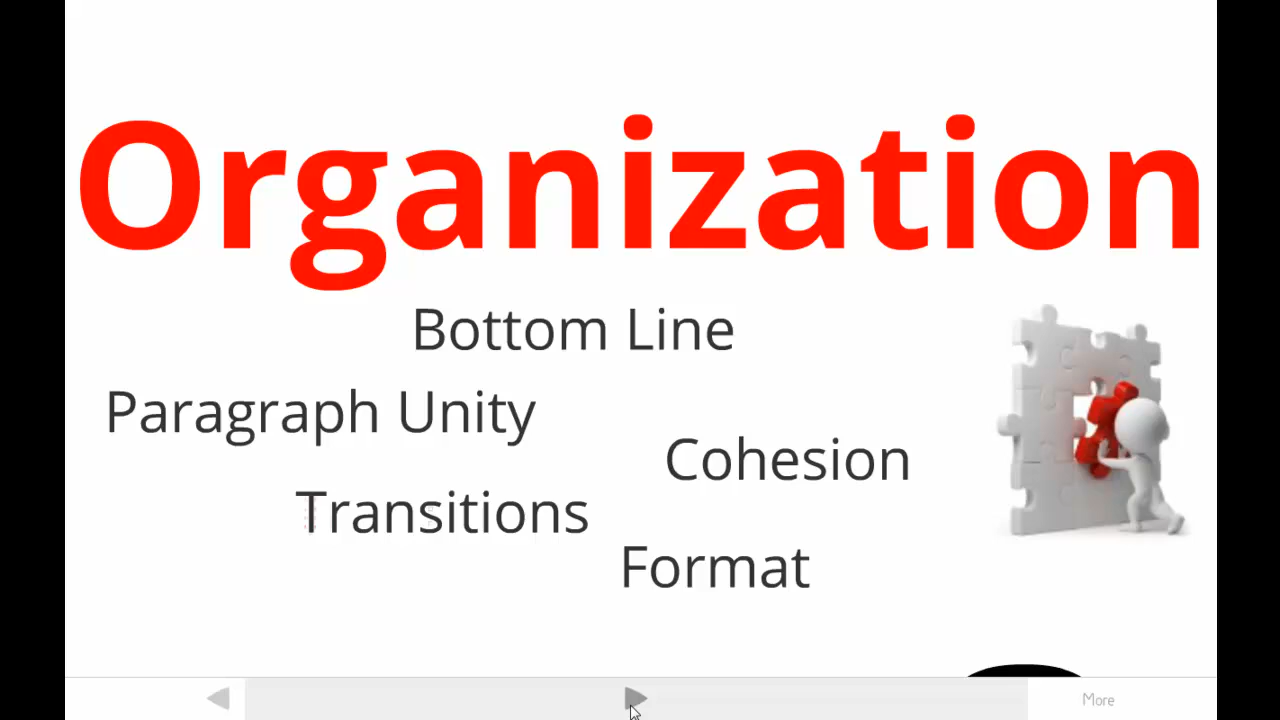 Organization
Bottom Line
Paragraph Unity
Cohesion
Transitions
Format
More